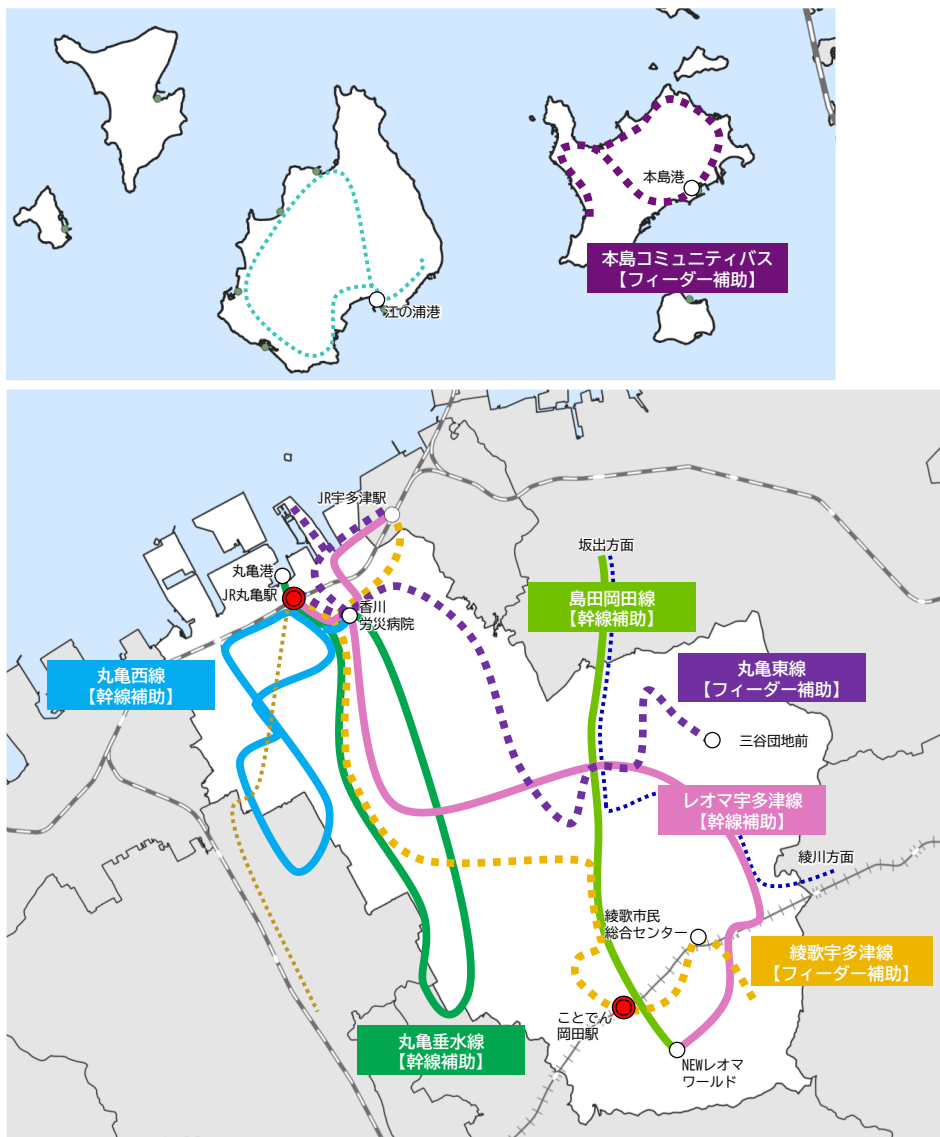 本島港
本島コミュニティバス
【フィーダー補助】
江の浦港
JR宇多津駅
坂出方面
丸亀港
JR丸亀駅
香川
労災病院
島田岡田線
【幹線補助】
丸亀西線
【幹線補助】
丸亀東線
【フィーダー補助】
三谷団地前
レオマ宇多津線
【幹線補助】
綾川方面
綾歌市民
総合センター
綾歌宇多津線
【フィーダー補助】
ことでん
岡田駅
丸亀垂水線
【幹線補助】
NEWレオマ
ワールド